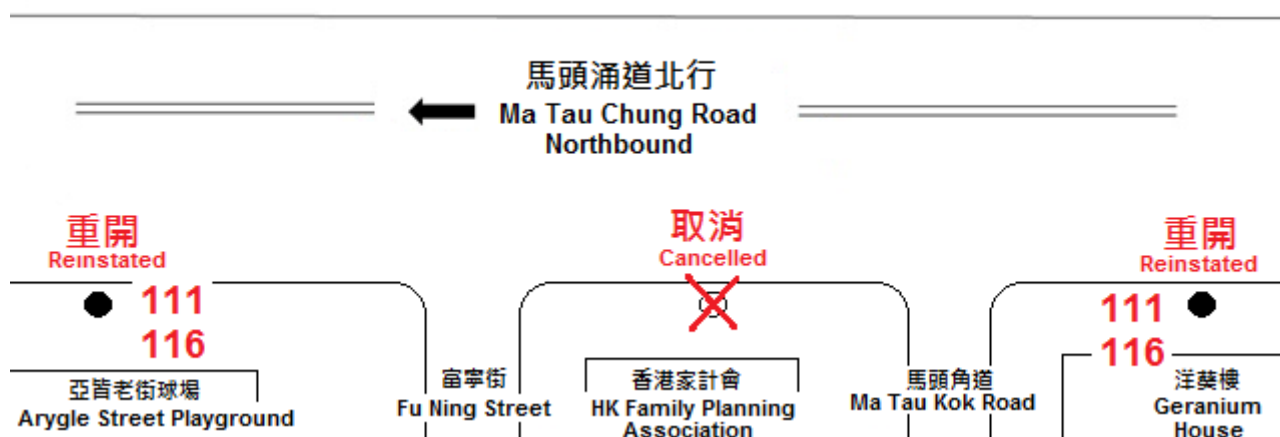 馬頭涌道北行
Ma Tau Chung Road
Northbound
重開
Reinstated
取消
Cancelled
重開
Reinstated
111
116
111
116
亞皆老街球場
Arygle Street Playground
富寧街
Fu Ning Street
香港家計會
HK Family Planning
Association
馬頭角道
Ma Tau Kok Road
洋葵樓
Geranium
House